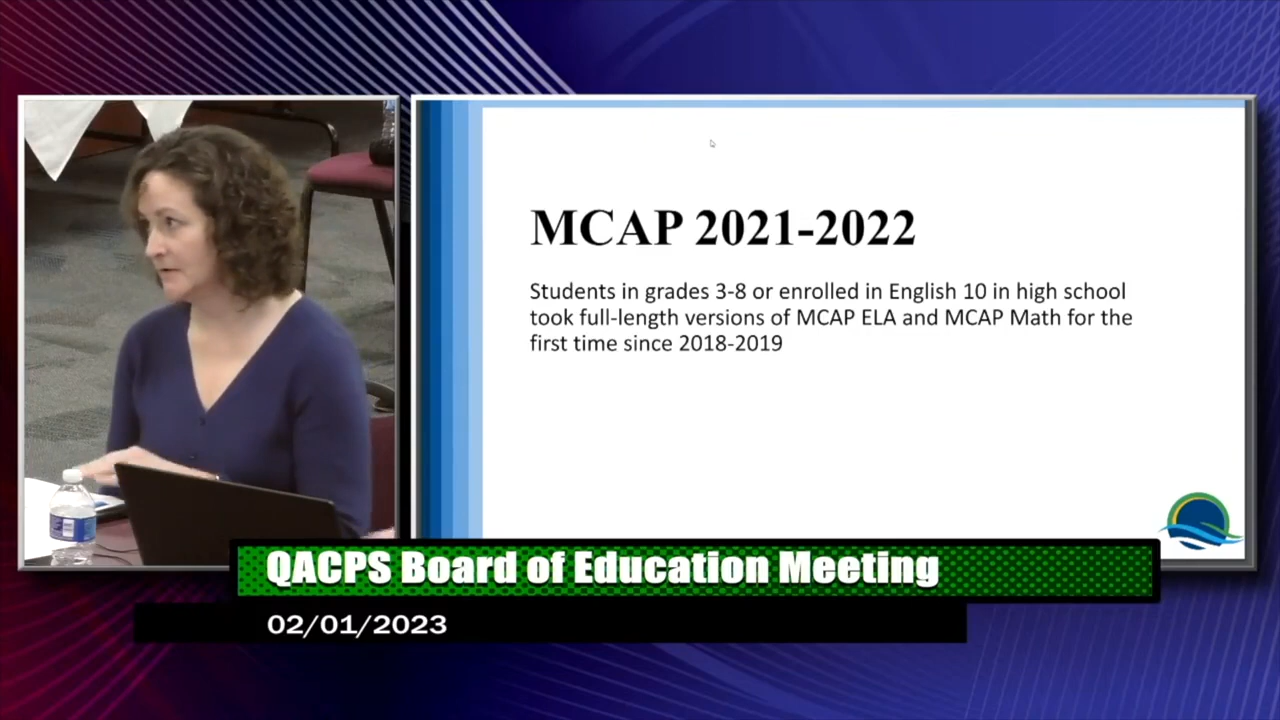 MCAP 2021-2022
Students in grades 3-8 or enrolled in English 10 in high school
took full-length versions of MCAP ELA and MCAP Math for the
first time since 2018-2019
QACPS Board of Education Meeting
02/01/2023